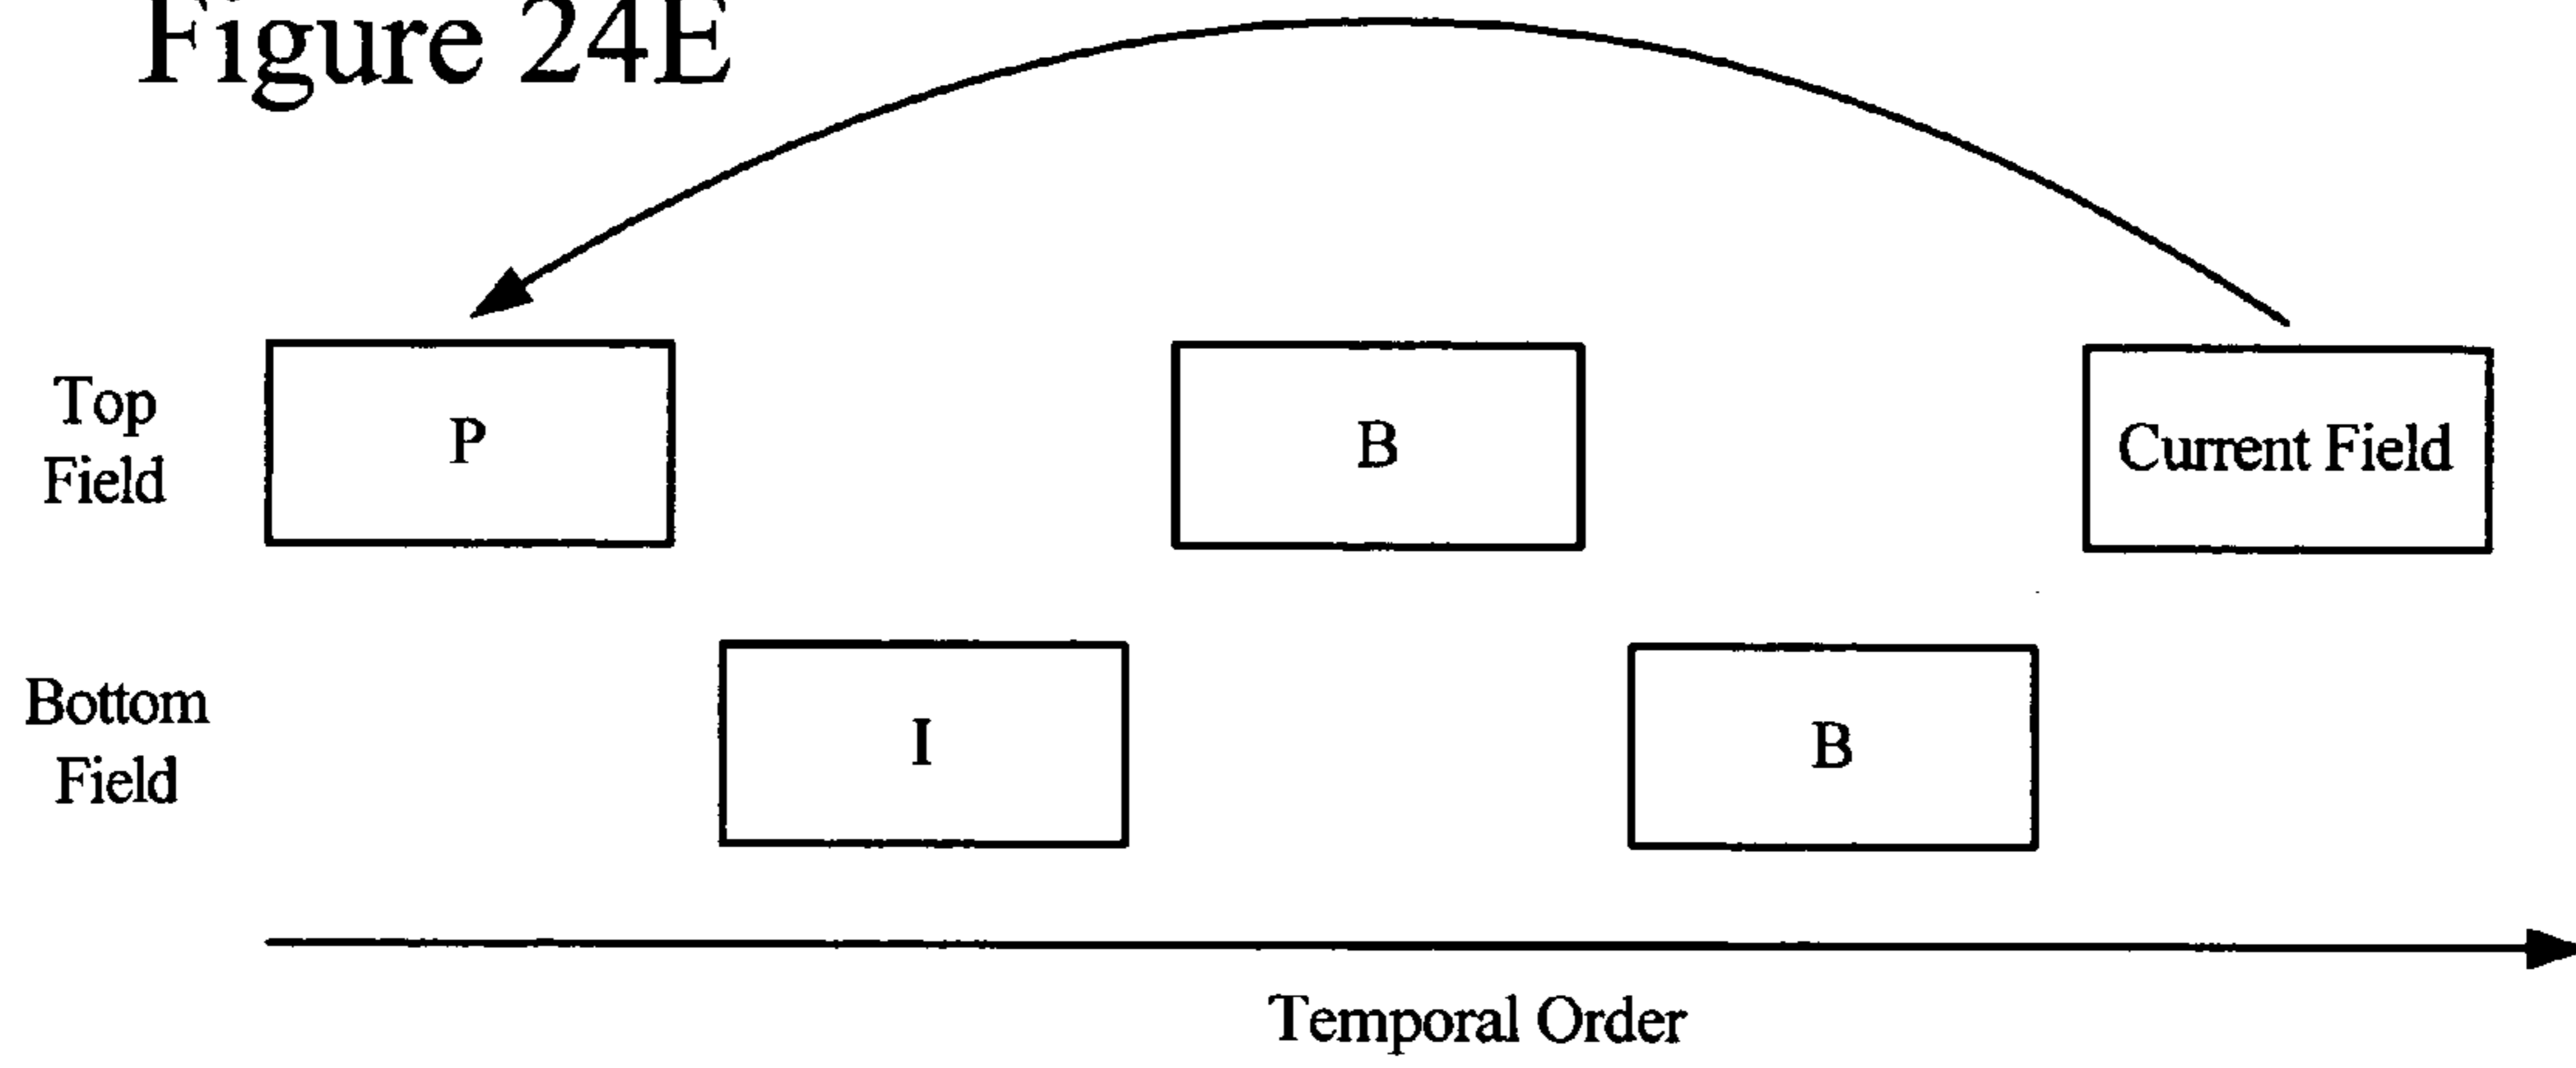 Figure 24E
Top
Field
P
B
Current Field
Bottom
Field
I
B
Temporal Order